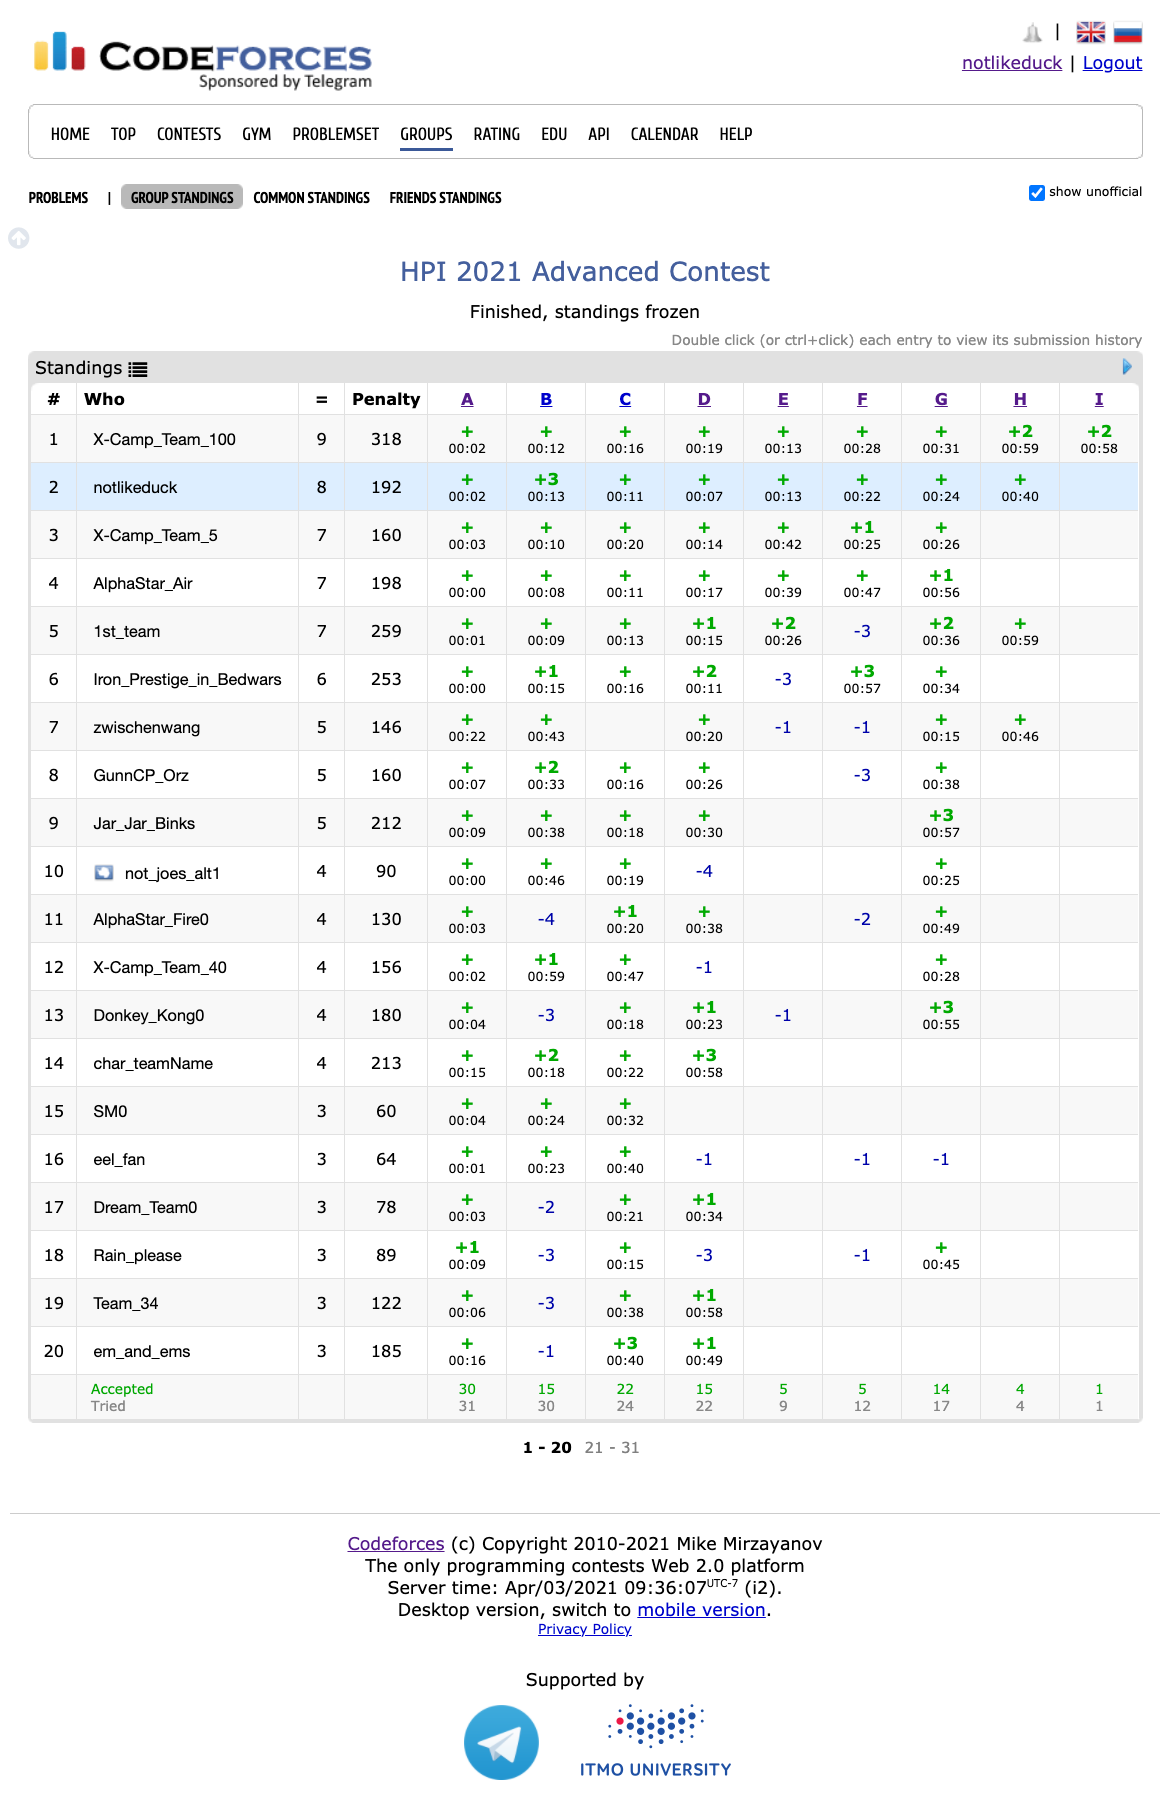 CODEFORCES
Sponsored by Telegram
|
notlikeduck | Logout
HOME TOP CONTESTS GYM PROBLEMSET GROUPS RATING EDU API CALENDAR HELP
PROBLEMS | GROUP STANDINGS COMMON STANDINGS FRIENDS STANDINGS show unofficial
HPI 2021 Advanced Contest
Finished, standings frozen
Double click (or ctrl+click) each entry to view its submission history
Standings
# Who = Penalty A B C D E F G H I
1 X-Camp_Team_100 9 318 + + + + + + + +2 +2
00:02 00:12 00:16 00:19 00:13 00:28 00:31 00:59 00:58
2 notlikeduck 8 192 + +3 + + + + + +
00:02 00:13 00:11 00:07 00:13 00:22 00:24 00:40
3 X-Camp_Team_5 7 160 + + + + + +1 +
00:03 00:10 00:20 00:14 00:42 00:25 00:26
4 AlphaStar_Air 7 198 + + + + + + +1
00:00 00:08 00:11 00:17 00:39 00:47 00:56
5 1st_team 7 259 + + + +1 +2 -3 +2 +
00:01 00:09 00:13 00:15 00:26 00:36 00:59
6 Iron_Prestige_in_Bedwars 6 253 + +1 + +2 -3 +3 +
00:00 00:15 00:16 00:11 00:57 00:34
7 zwischenwang 5 146 + + + -1 -1 + +
00:22 00:43 00:20 00:15 00:46
8 GunnCP_Orz 5 160 + +2 + + -3 +
00:07 00:33 00:16 00:26 00:38
9 Jar_Jar_Binks 5 212 + + + + +3
00:09 00:38 00:18 00:30 00:57
10 not_joes_alt1 4 90 + + + -4 +
00:00 00:46 00:19 00:25
11 AlphaStar_Fire0 4 130 + -4 +1 + -2 +
00:03 00:20 00:38 00:49
12 X-Camp_Team_40 4 156 + +1 + -1 +
00:02 00:59 00:47 00:28
13 Donkey_Kong0 4 180 + -3 + +1 -1 +3
00:04 00:18 00:23 00:55
14 char_teamName 4 213 + +2 + +3
00:15 00:18 00:22 00:58
15 SM0 3 60 + + +
00:04 00:24 00:32
16 eel_fan 3 64 + + + -1 -1 -1
00:01 00:23 00:40
17 Dream_Team0 3 78 + -2 + +1
00:03 00:21 00:34
18 Rain_please 3 89 +1 -3 + -3 -1 +
00:09 00:15 00:45
19 Team_34 3 122 + -3 + +1
00:06 00:38 00:58
20 em_and_ems 3 185 + -1 +3 +1
00:16 00:40 00:49
Accepted 30 15 22 15 5 5 14 4 1
Tried 31 30 24 22 9 12 17 4 1
1 - 20 21 - 31
Codeforces (c) Copyright 2010-2021 Mike Mirzayanov
The only programming contests Web 2.0 platform
Server time: Apr/03/2021 09:36:07UTC-7 (i2).
Desktop version, switch to mobile version.
Privacy Policy
Supported by
ITMO UNIVERSITY